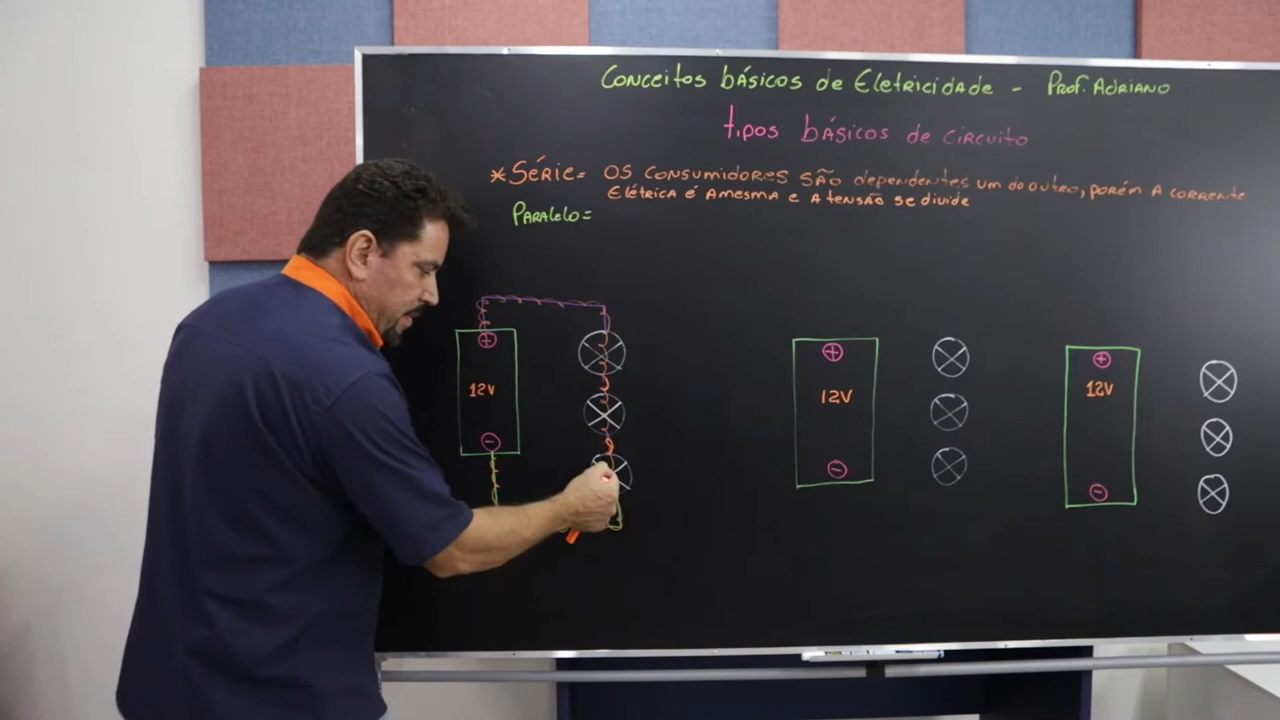 Conceitos básicos de Eletricidade - Prof. Adriano
tipos básicos de circuito
*Série= Os consumidores são dependentes um do outro, porém a corrente
Elétrica é a mesma e a tensão se divide
Paralelo=
+
12V
-
+
12V
-
+
12V
-